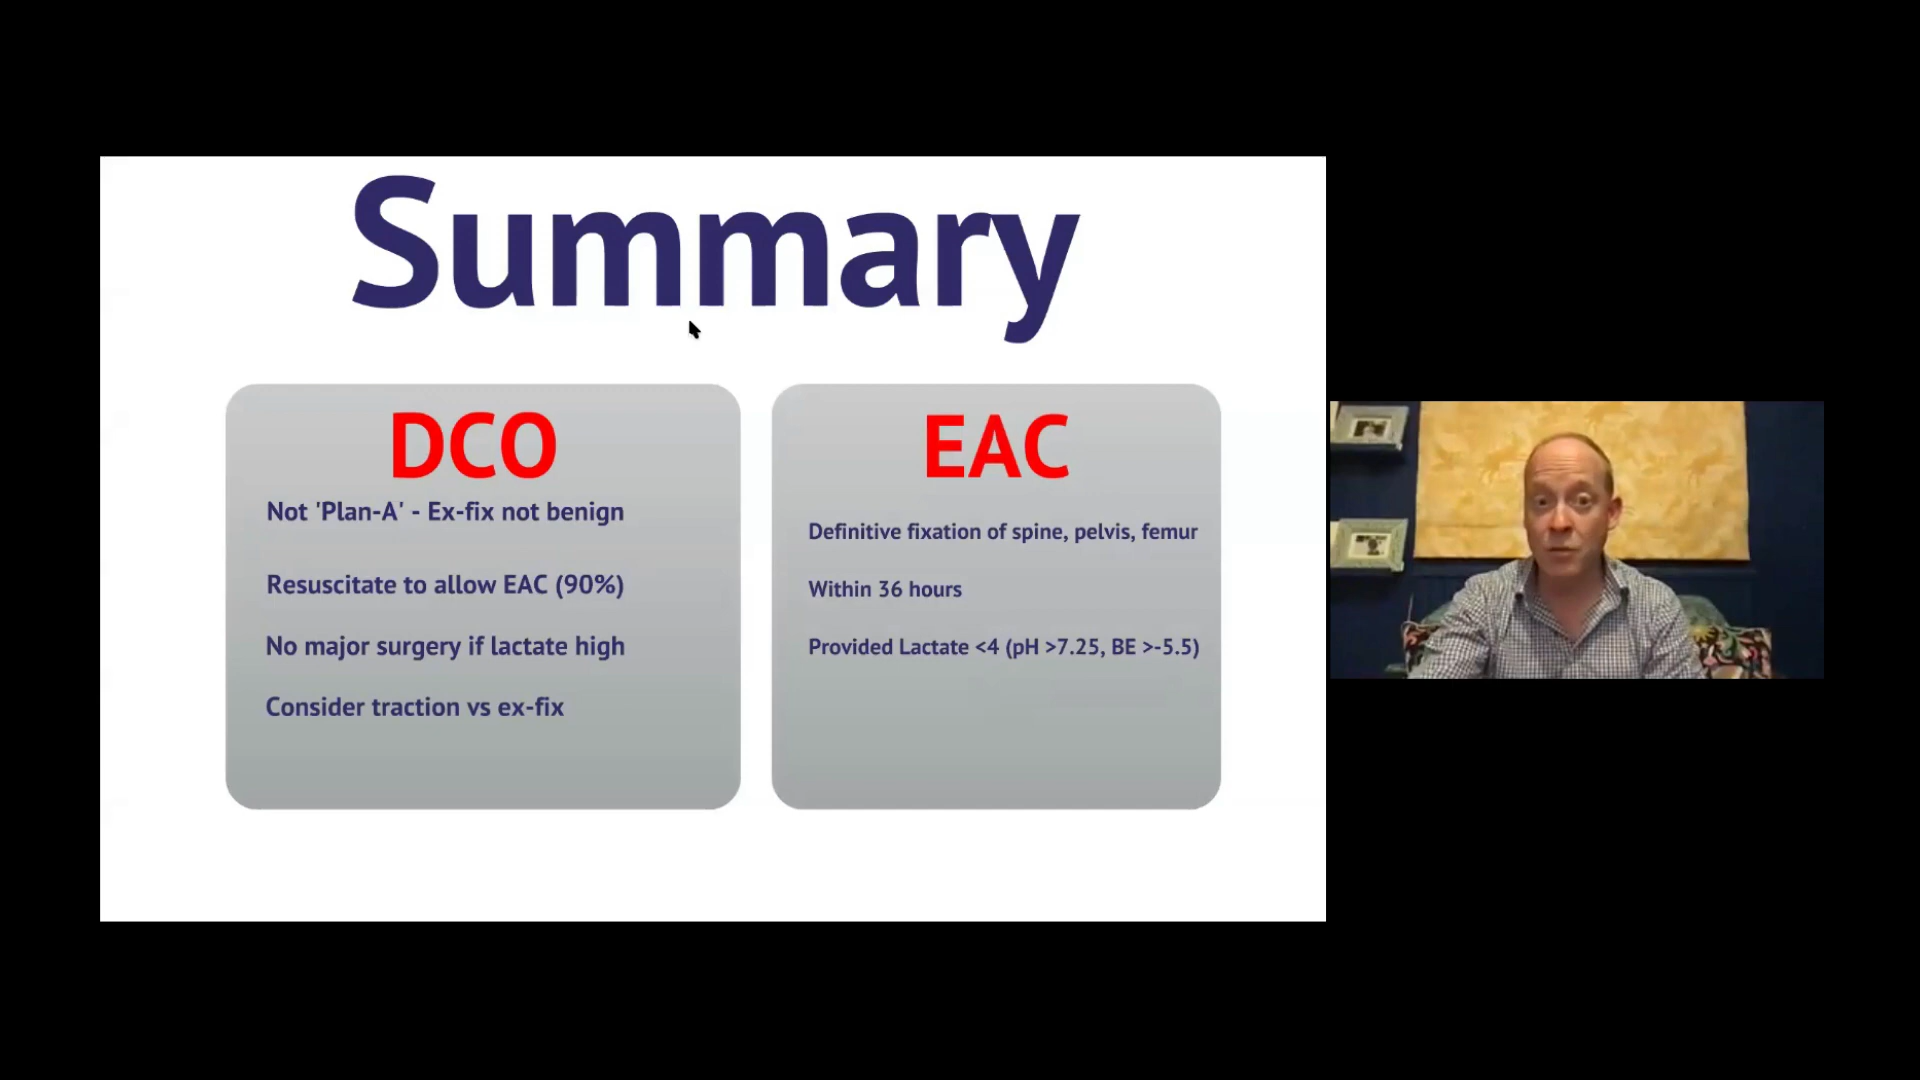 Summary
DCO
Not 'Plan-A' - Ex-fix not benign
Resuscitate to allow EAC (90%)
No major surgery if lactate high
Consider traction vs ex-fix
EAC
Definitive fixation of spine, pelvis, femur
Within 36 hours
Provided Lactate <4 (pH >7.25, BE >-5.5)